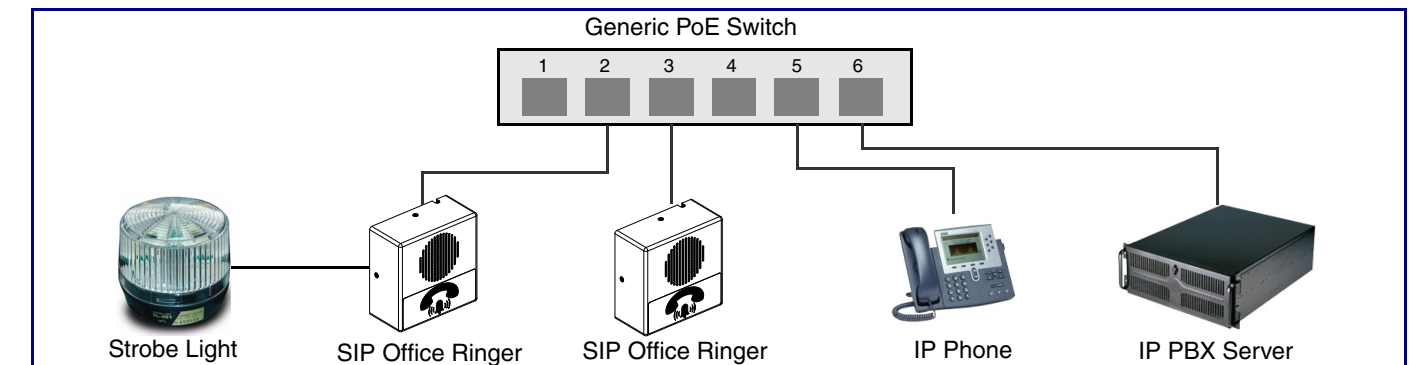 Generic PoE Switch
1 2 3 4 5 6
Strobe Light
SIP Office Ringer
SIP Office Ringer
IP Phone
IP PBX Server